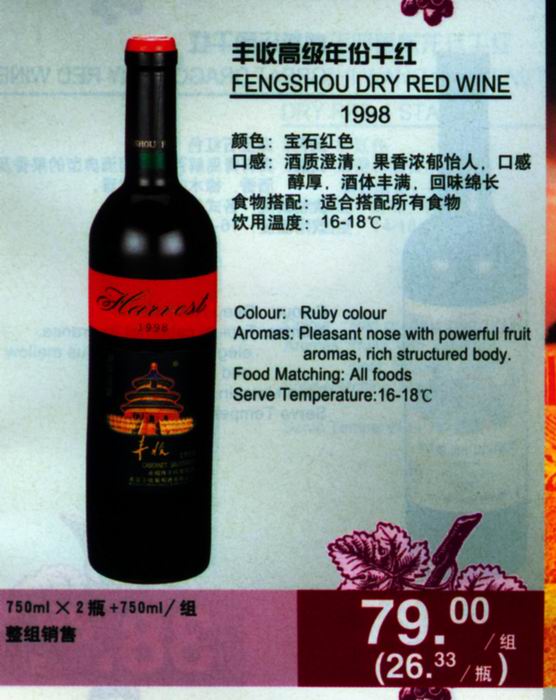 丰收高级年份干红
FENGSHOU DRY RED WINE
1998
颜色：宝石红色
口感：酒质澄清，果香浓郁怡人，口感
醇厚，酒体丰满，回味绵长
食物搭配：适合搭配所有食物
饮用温度：16-18℃
Harvest
1998
丰收
Colour: Ruby colour
Aromas: Pleasant nose with powerful fruit
aromas, rich structured body.
Food Matching: All foods
Serve Temperature:16-18℃
750ml×2瓶+750ml/组
整组销售
79.00/组
(26.33/瓶)